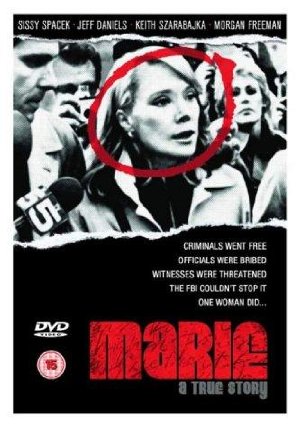 SISSY SPACEK • JEFF DANIELS • KEITH SZARABAJKA • MORGAN FREEMAN
5
CRIMINALS WENT FREE
OFFICIALS WERE BRIBED
WITNESSES WERE THREATENED
THE FBI COULDN'T STOP IT
ONE WOMAN DID...
DVD
VIDEO
15
MARIE
A TRUE STORY